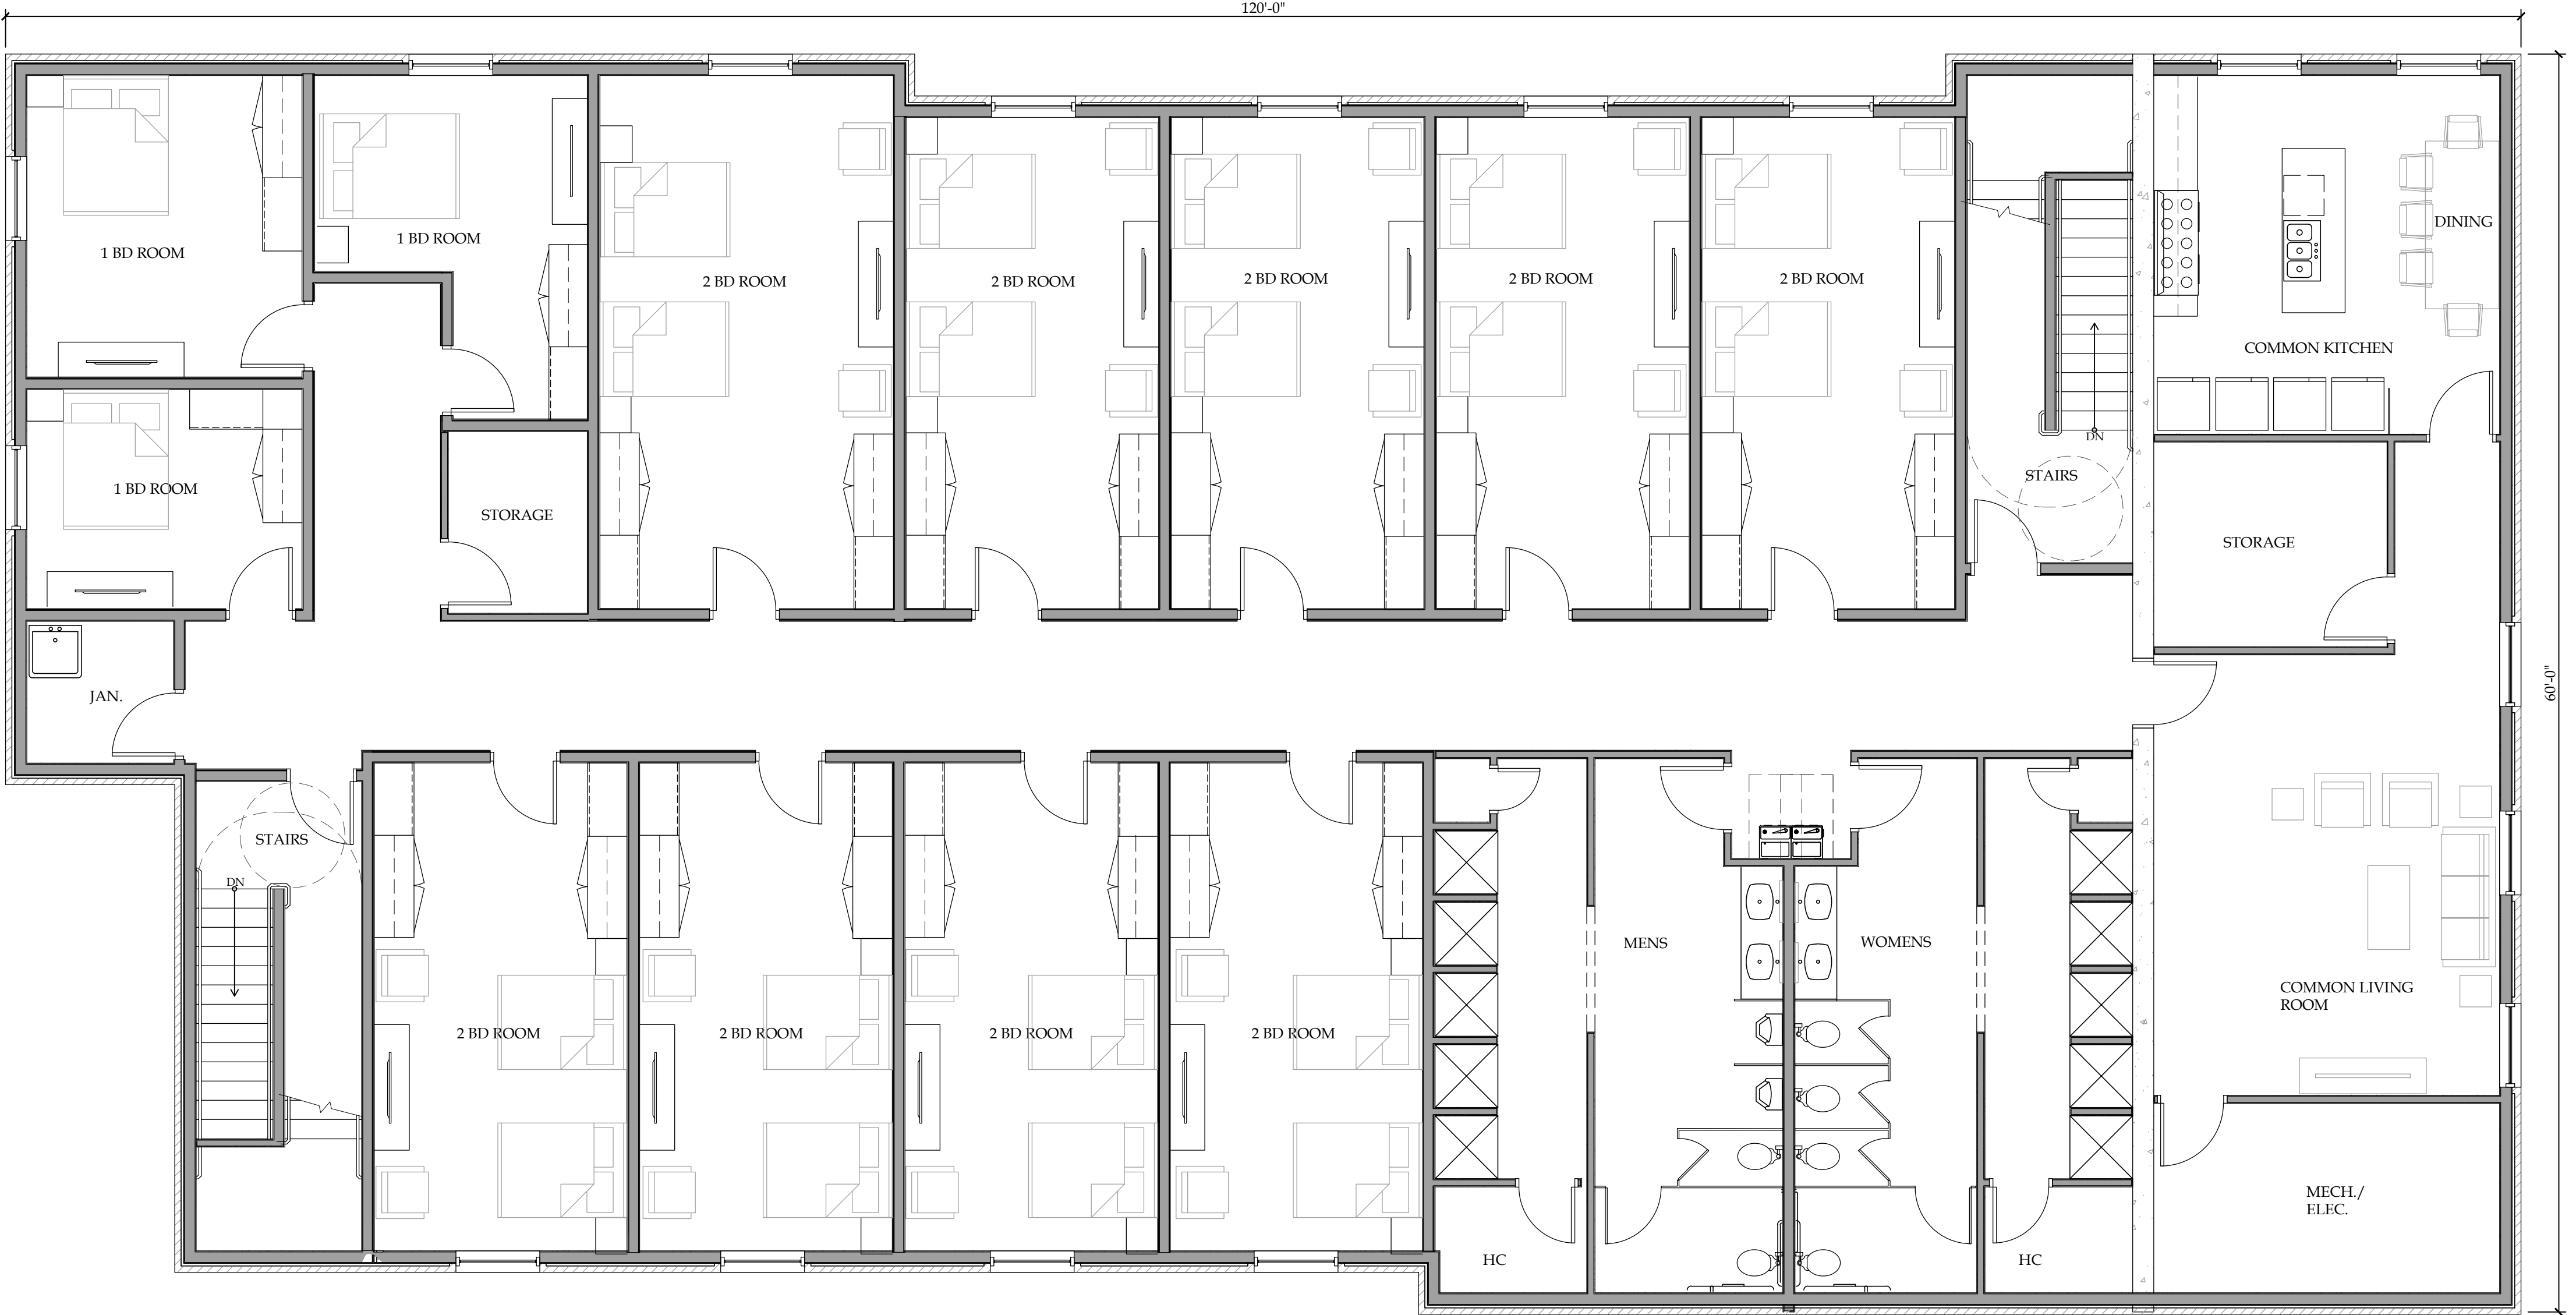 120'-0"
1 BD ROOM
1 BD ROOM
2 BD ROOM
2 BD ROOM
2 BD ROOM
2 BD ROOM
2 BD ROOM
DINING
COMMON KITCHEN
DN
STAIRS
1 BD ROOM
STORAGE
STORAGE
JAN.
60'-0"
STAIRS
DN
MENS
WOMENS
COMMON LIVING
ROOM
2 BD ROOM
2 BD ROOM
2 BD ROOM
2 BD ROOM
MECH./
ELEC.
HC
HC